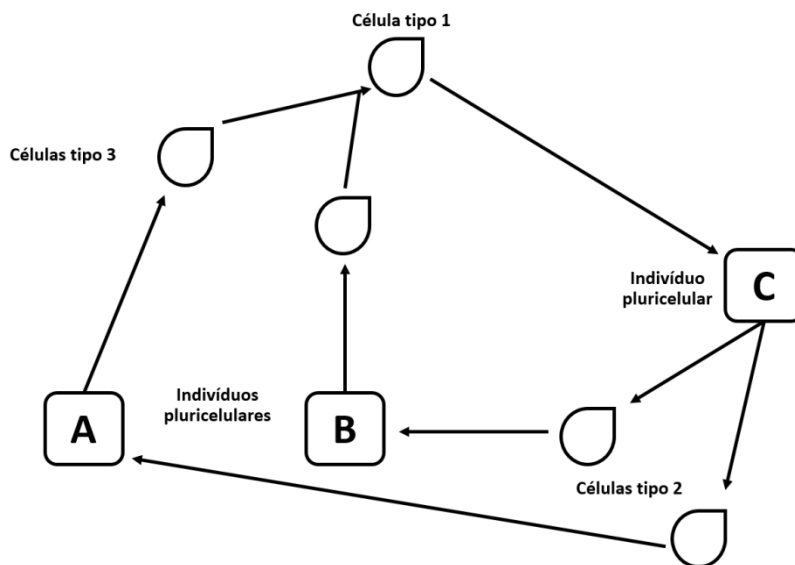 Célula tipo 1
Células tipo 3
Indivíduo
pluricelular
C
Indivíduos
pluricelulares
A
B
Células tipo 2